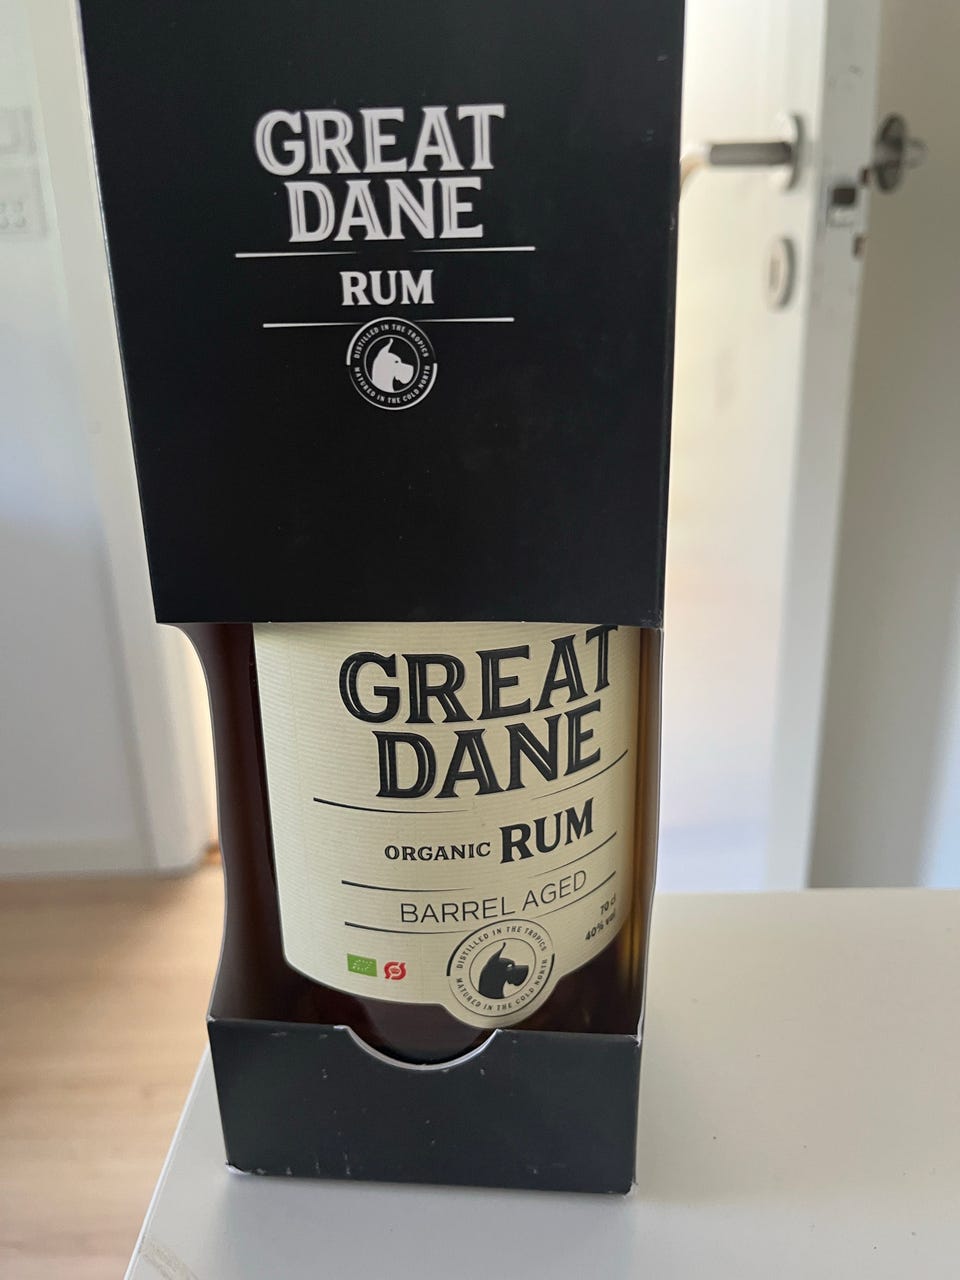 GREAT
DANE
RUM
DISTILLED IN THE TROPICS
MATURED IN THE COLD NORTH
GREAT
DANE
ORGANIC RUM
BARREL AGED
70 cl
40% vol
DISTILLED IN THE TROPICS
MATURED IN THE COLD NORTH